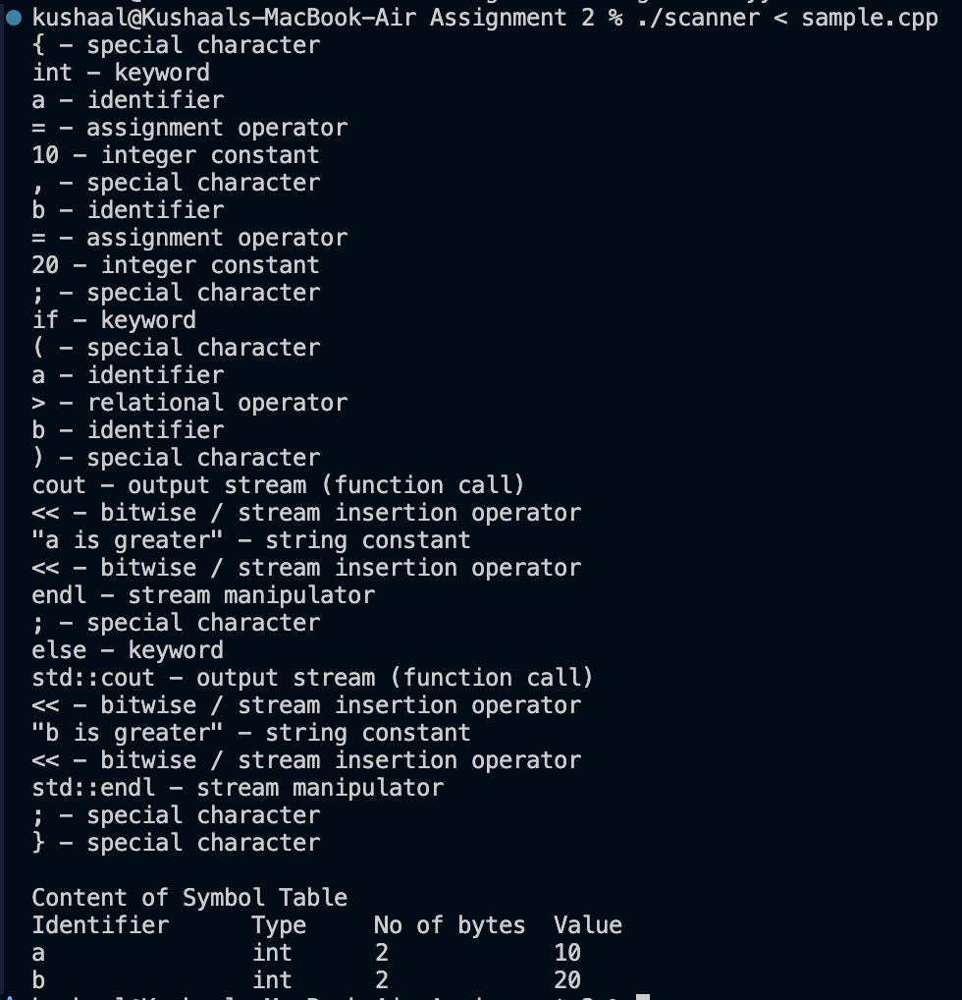 kushaal@Kushaals-MacBook-Air Assignment 2 % ./scanner < sample.cpp
{ - special character
int - keyword
a - identifier
= - assignment operator
10 - integer constant
, - special character
b - identifier
= - assignment operator
20 - integer constant
; - special character
if - keyword
( - special character
a - identifier
> - relational operator
b - identifier
) - special character
cout - output stream (function call)
<< - bitwise / stream insertion operator
"a is greater" - string constant
<< - bitwise / stream insertion operator
endl - stream manipulator
; - special character
else - keyword
std::cout - output stream (function call)
<< - bitwise / stream insertion operator
"b is greater" - string constant
<< - bitwise / stream insertion operator
std::endl - stream manipulator
; - special character
} - special character
Content of Symbol Table
Identifier Type No of bytes Value
a int 2 10
b int 2 20